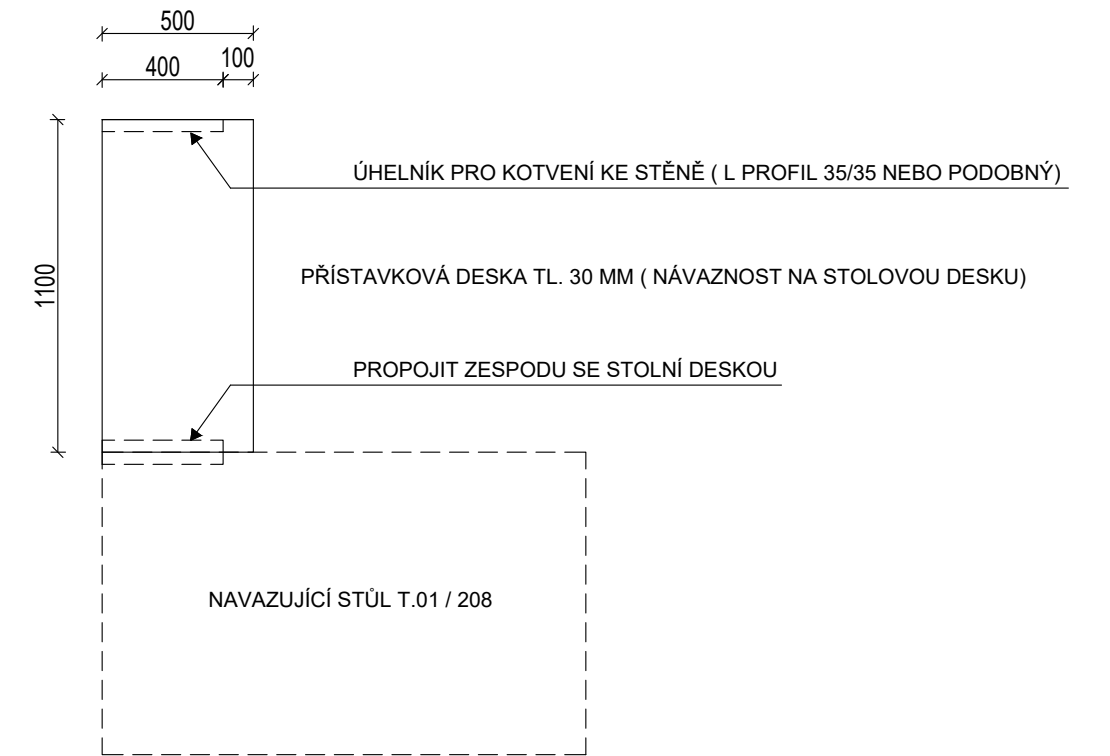 500
400
100
ÚHELNÍK PRO KOTVENÍ KE STĚNĚ ( L PROFIL 35/35 NEBO PODOBNÝ)
1100
PŘÍSTAVKOVÁ DESKA TL. 30 MM ( NÁVAZNOST NA STOLOVOU DESKU)
PROPOJIT ZESPODU SE STOLNÍ DESKOU
NAVAZUJÍCÍ STŮL T.01 / 208